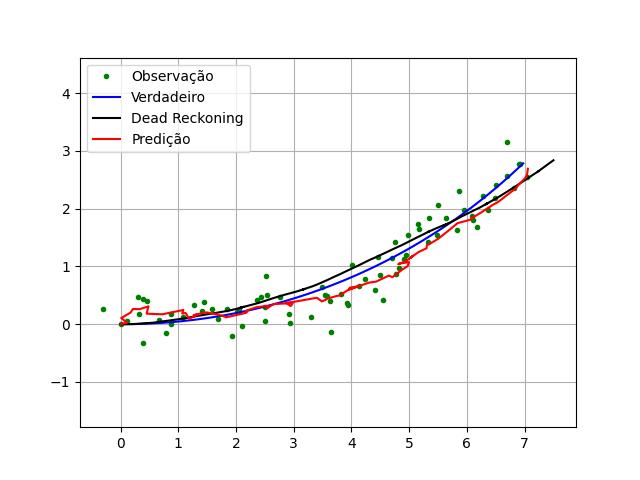 Observação
Verdadeiro
Dead Reckoning
Predição
4
3
2
1
0
−1
0 1 2 3 4 5 6 7